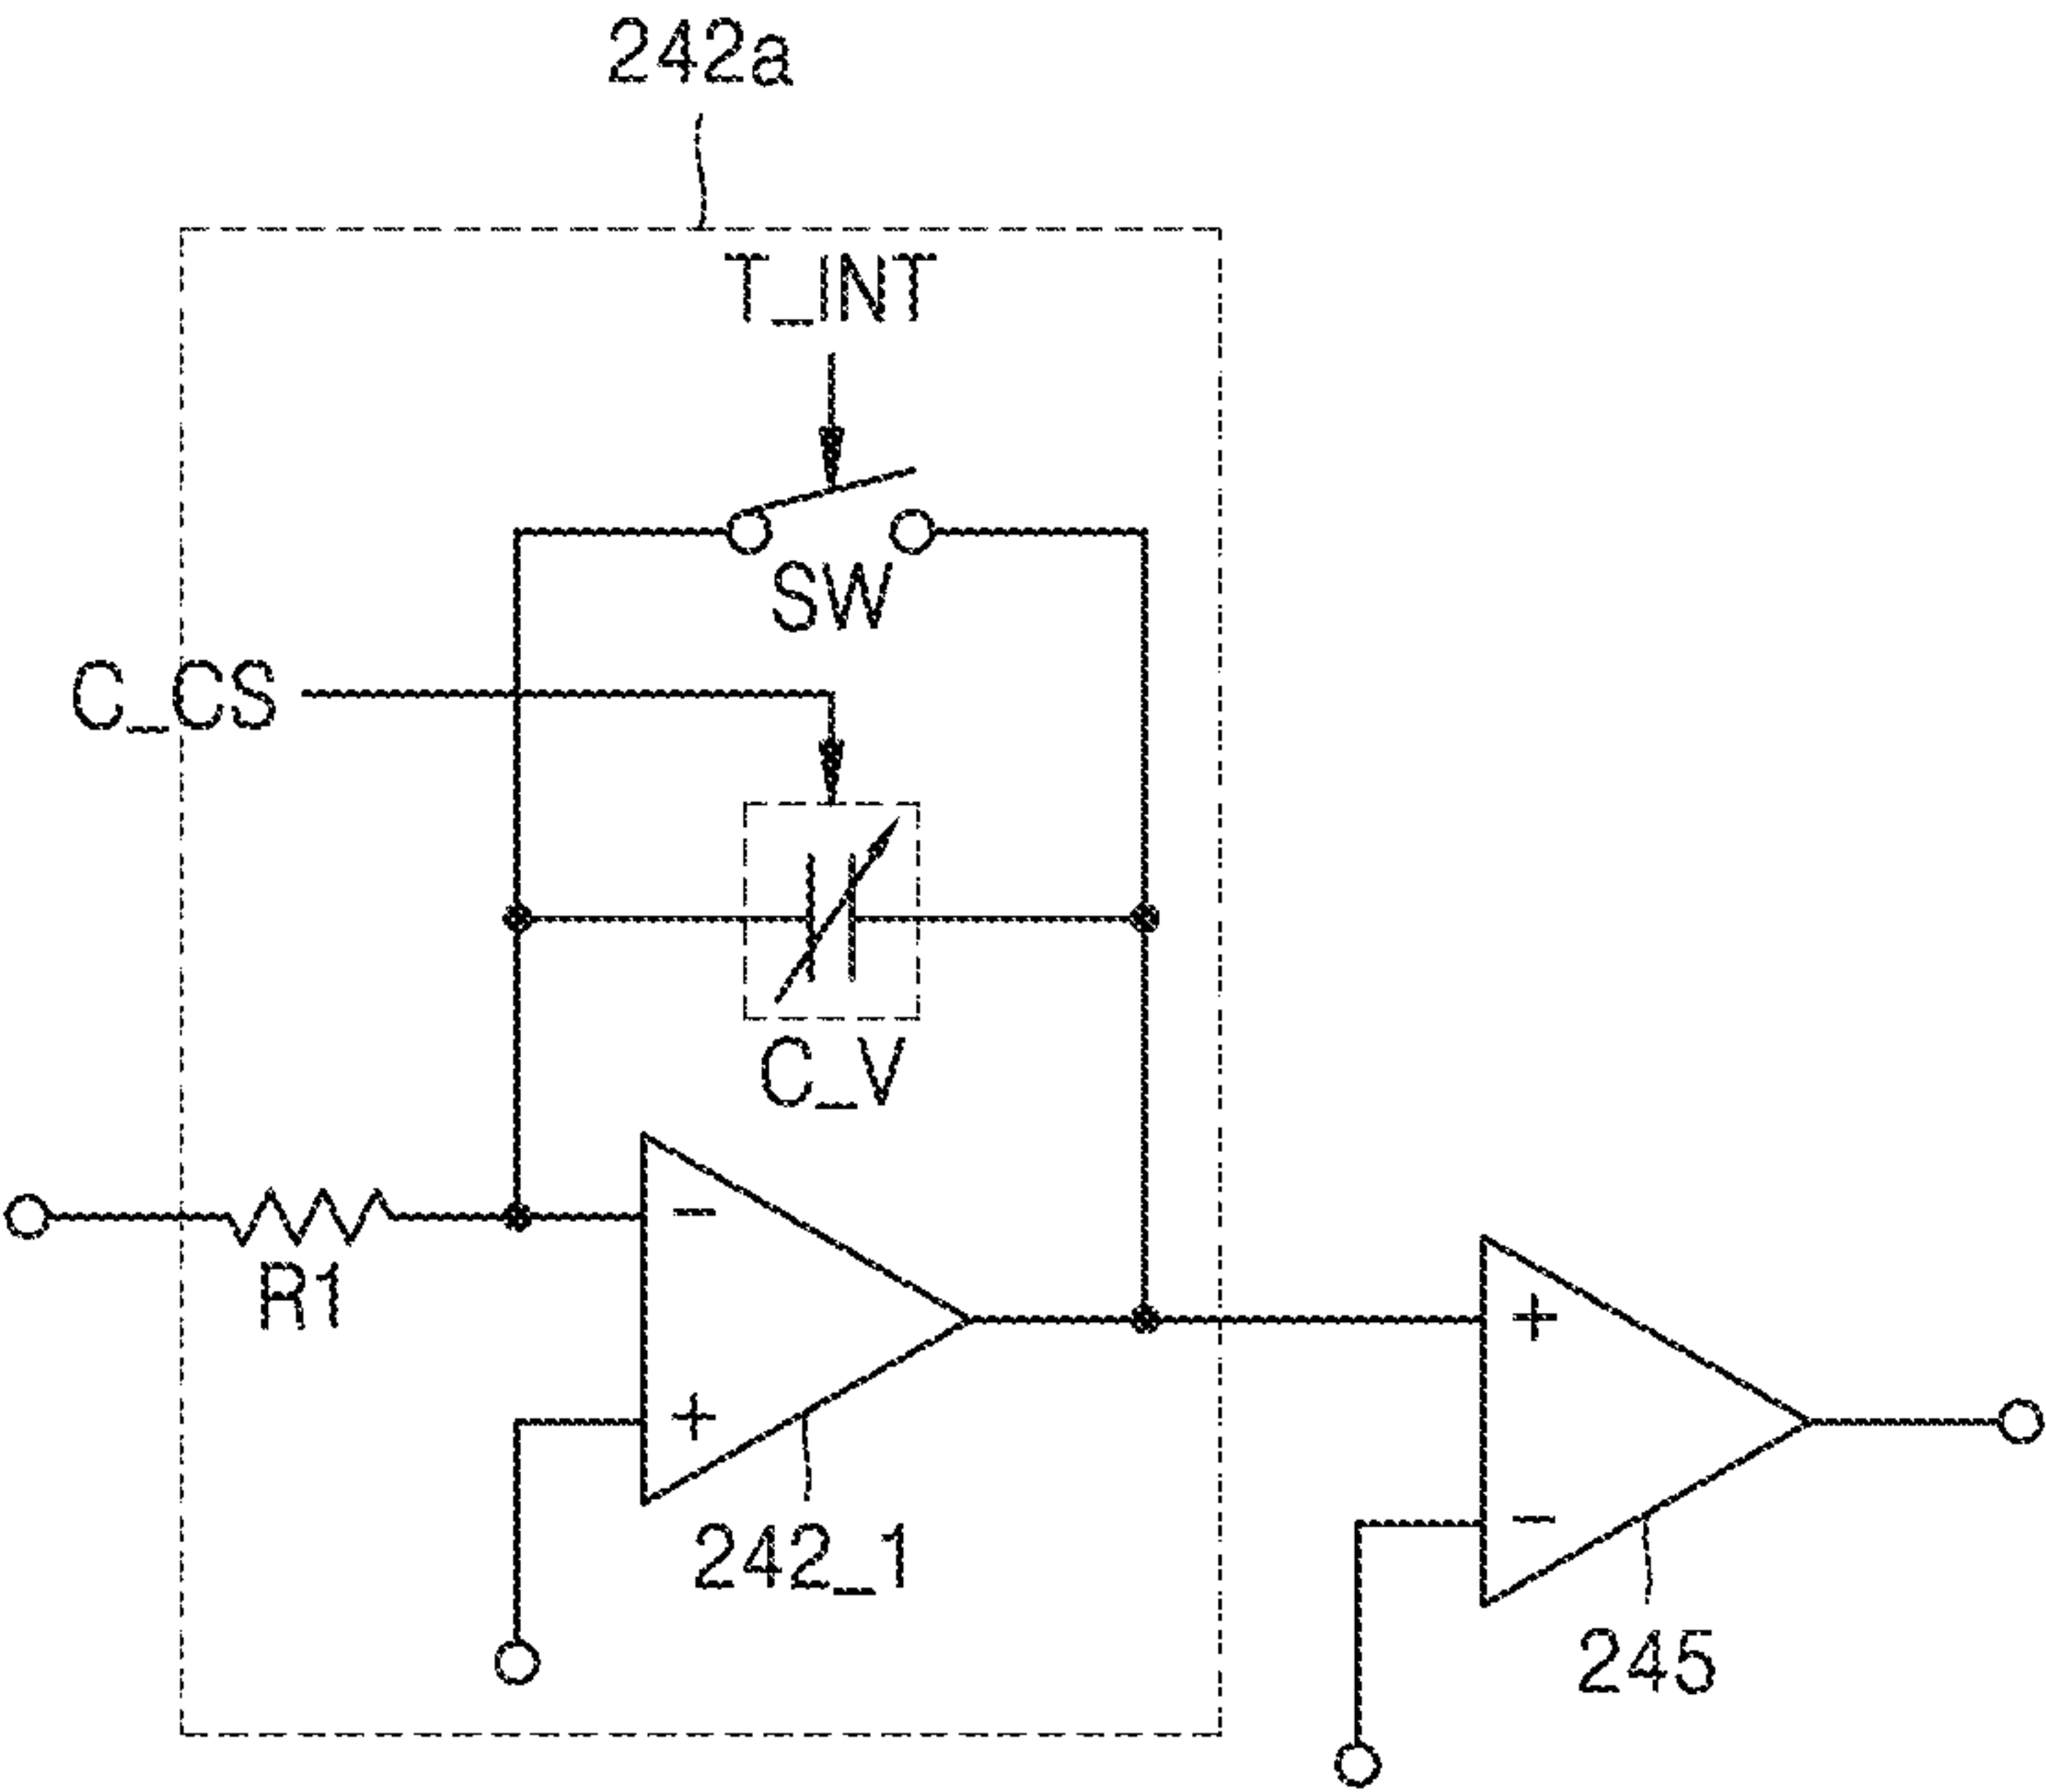 242a
T_INT
SW
C_CS
C_V
R1
-
+
242_1
+
-
245